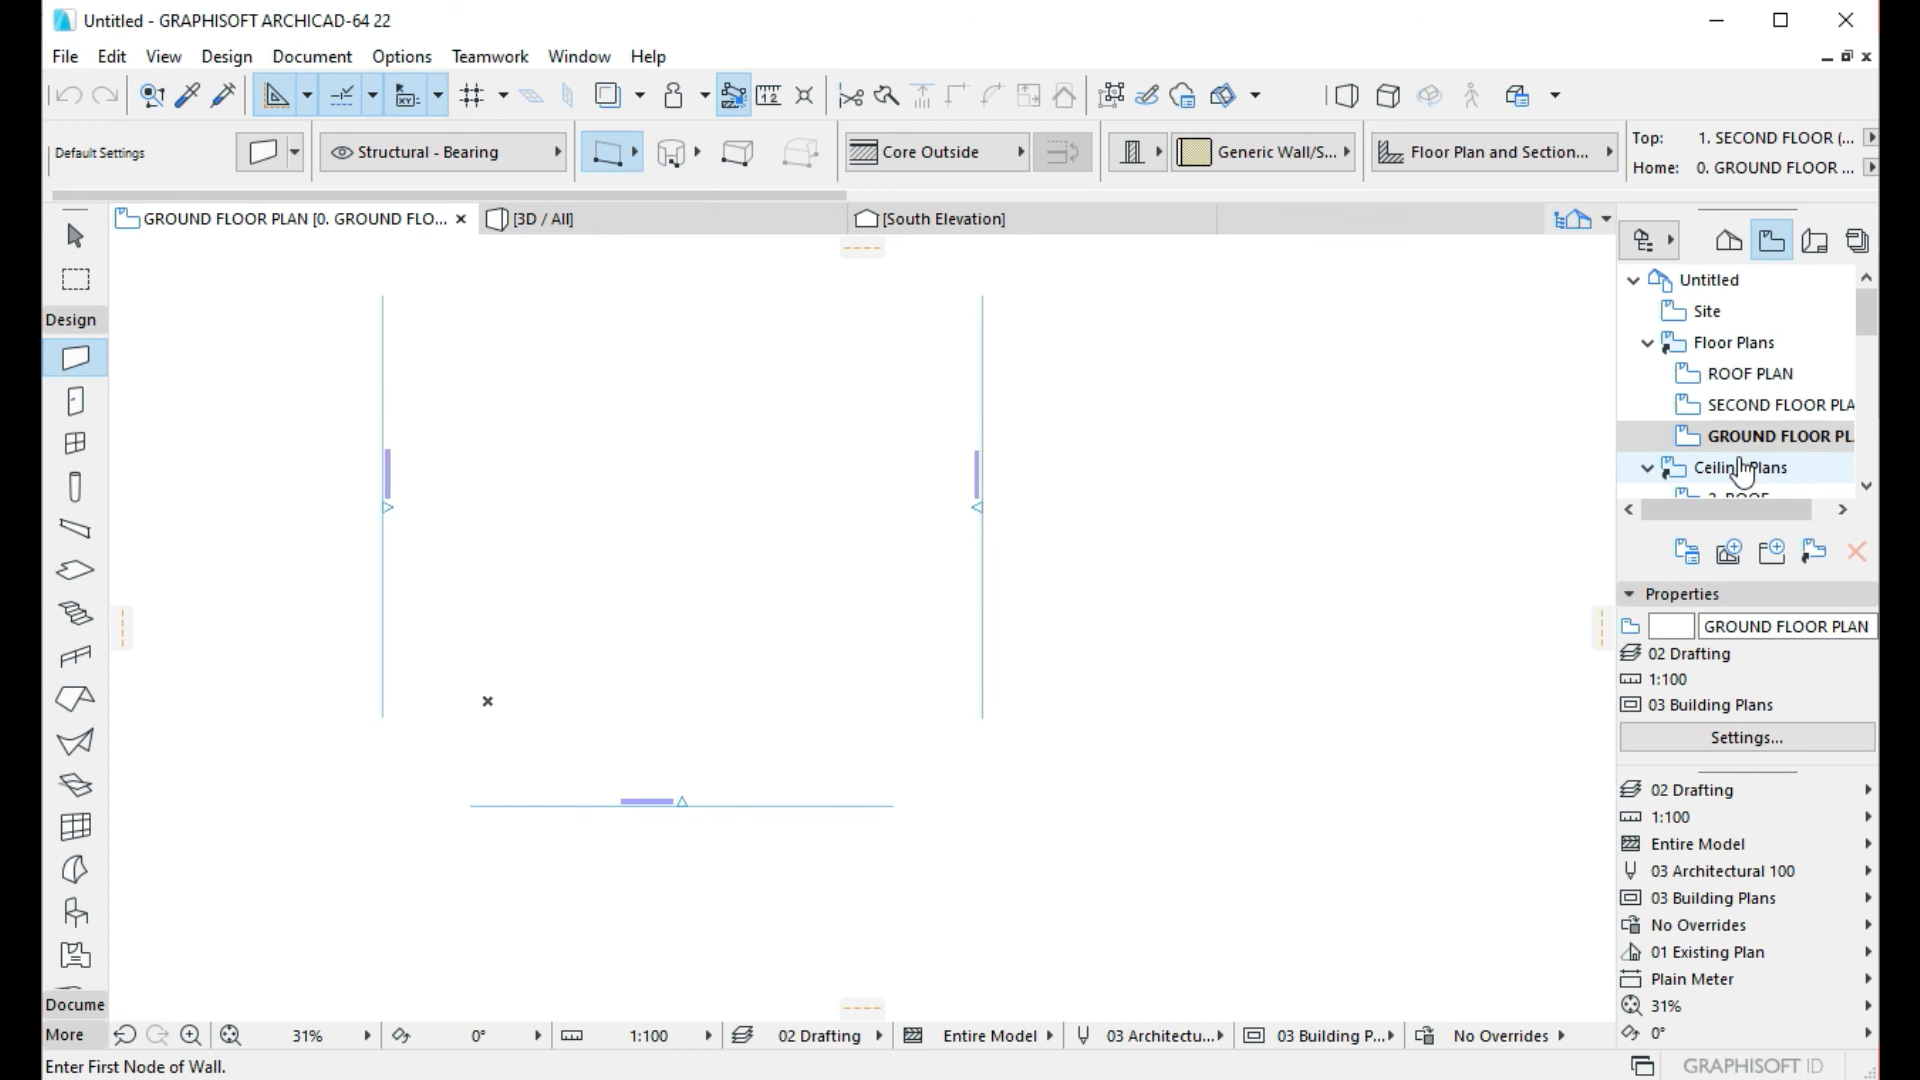 Untitled - GRAPHISOFT ARCHICAD-64 22
File Edit View Design Document Options Teamwork Window Help
Default Settings
Structural - Bearing
Core Outside
Generic Wall/S...
Floor Plan and Section...
Top: 1. SECOND FLOOR (...
Home: 0. GROUND FLOOR ...
GROUND FLOOR PLAN [0. GROUND FLO...
[3D / All]
[South Elevation]
Design
Docume
More
Untitled
Site
Floor Plans
ROOF PLAN
SECOND FLOOR PLA
GROUND FLOOR PL
Ceiling Plans
2. ROOF
Properties
GROUND FLOOR PLAN
02 Drafting
1:100
03 Building Plans
Settings...
02 Drafting
1:100
Entire Model
03 Architectural 100
03 Building Plans
No Overrides
01 Existing Plan
Plain Meter
31%
0°
31% 0° 1:100 02 Drafting Entire Model 03 Architectu... 03 Building P... No Overrides
Enter First Node of Wall.
GRAPHISOFT ID